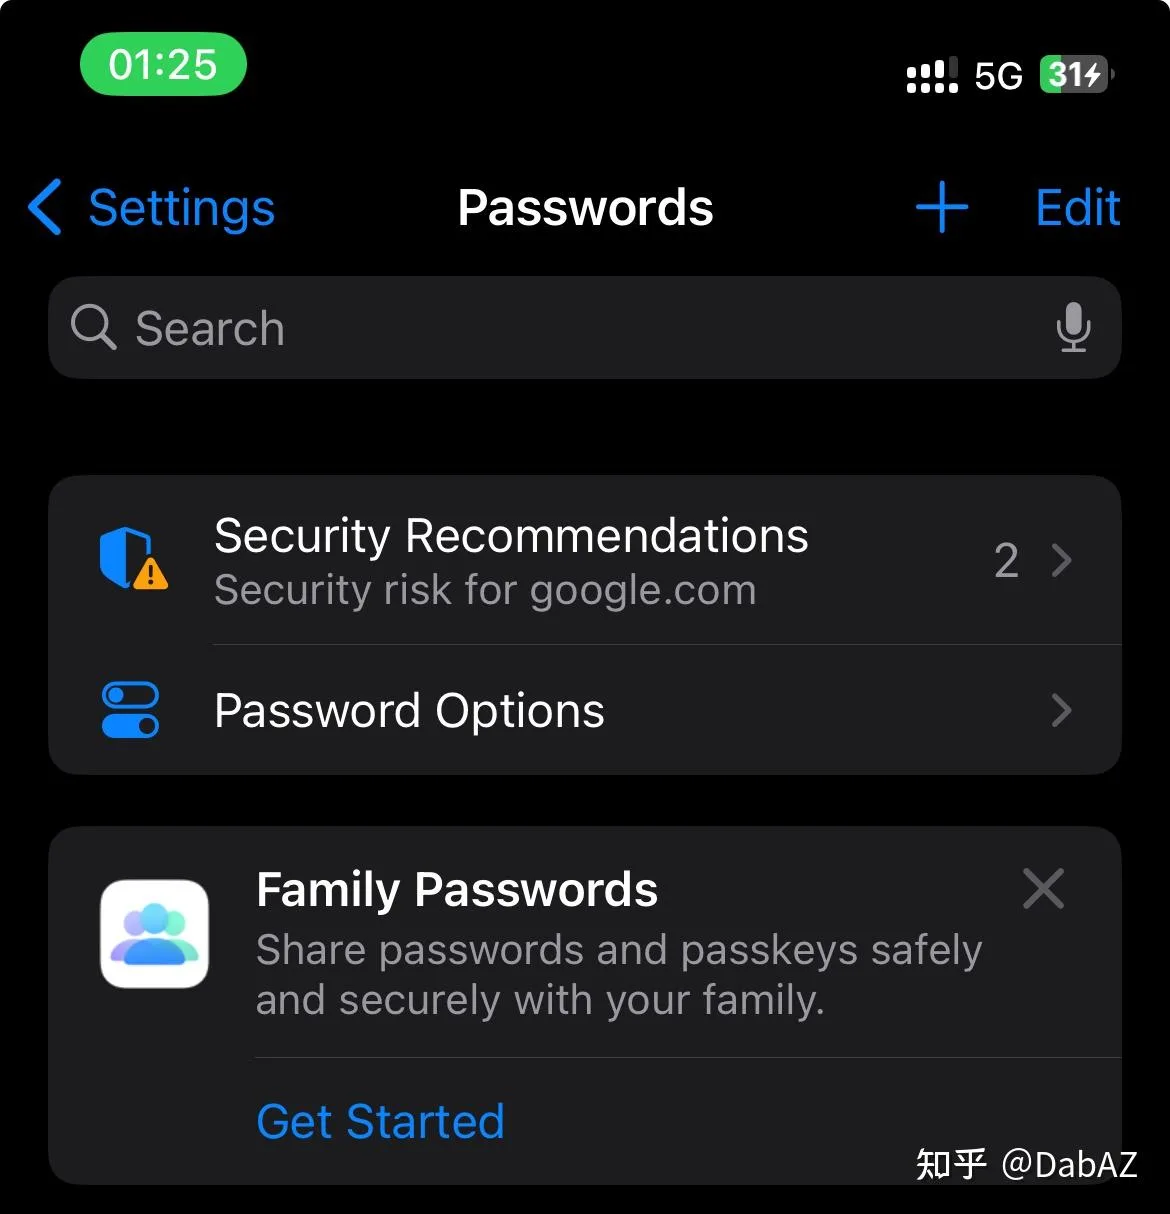 01:25
5G 31
Settings Passwords Edit
Search
Security Recommendations
2
Security risk for google.com
Password Options
Family Passwords
Share passwords and passkeys safely
and securely with your family.
Get Started
知乎 @DabAZ